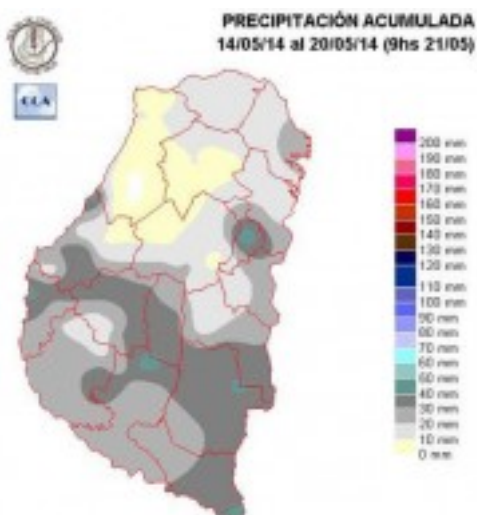 PRECIPITACIÓN ACUMULADA
14/05/14 al 20/05/14 (9hs 21/05)
CCA
200 mm
190 mm
180 mm
170 mm
160 mm
150 mm
140 mm
130 mm
120 mm
110 mm
100 mm
90 mm
80 mm
70 mm
60 mm
50 mm
40 mm
30 mm
20 mm
10 mm
0 mm